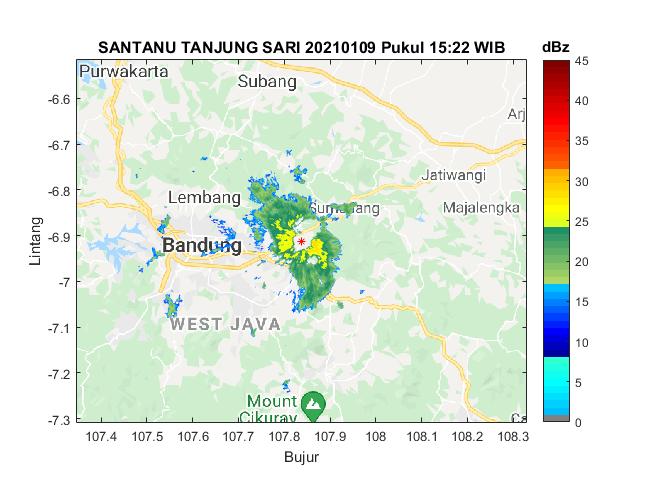 SANTANU TANJUNG SARI 20210109 Pukul 15:22 WIB
dBz
Purwakarta
Subang
Arj
Jatiwangi
Lembang
Sumedang
Majalengka
Bandung
WEST JAVA
Mount
Cikuray
-6.6
-6.7
-6.8
-6.9
-7
-7.1
-7.2
-7.3
Lintang
107.4 107.5 107.6 107.7 107.8 107.9 108 108.1 108.2 108.3
Bujur
45
40
35
30
25
20
15
10
5
0